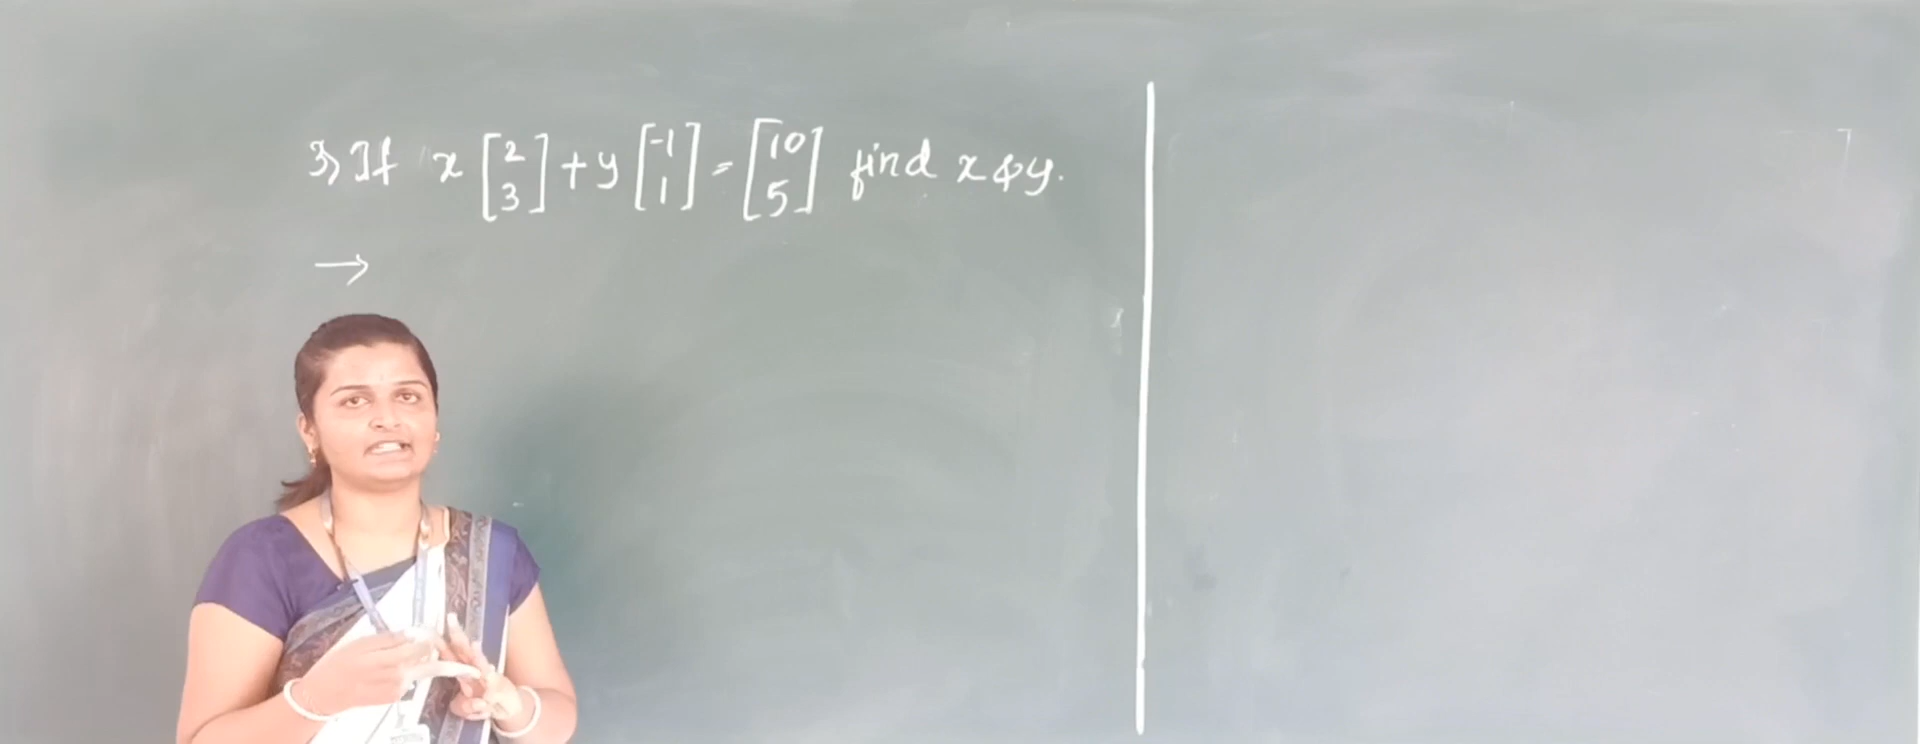 3) If x [2 3] + y [-1 1] = [10 5] find x & y.
→